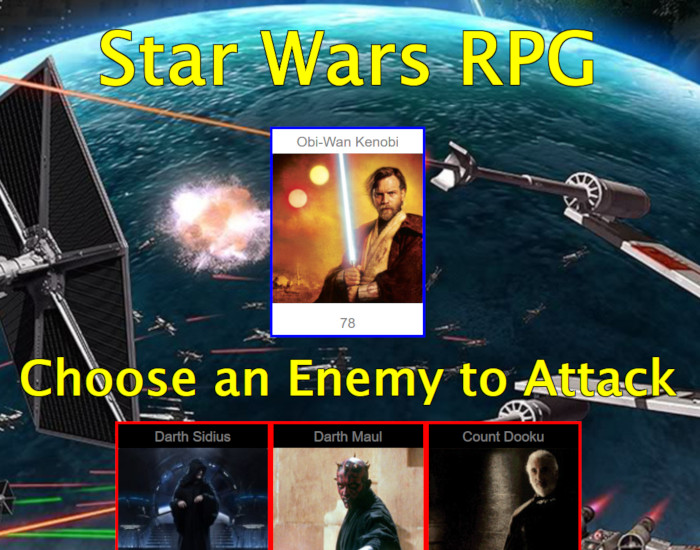 Star Wars RPG
Obi-Wan Kenobi
78
Choose an Enemy to Attack
Darth Sidius
Darth Maul
Count Dooku